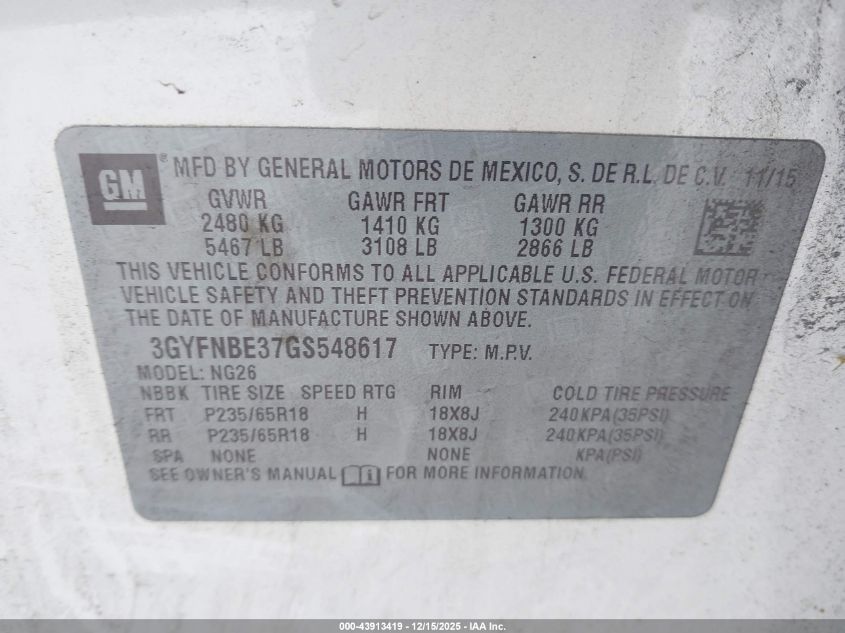 GM ® MFD BY GENERAL MOTORS DE MEXICO, S. DE R.L. DE C.V. 11/15
GVWR GAWR FRT GAWR RR
2480 KG 1410 KG 1300 KG
5467 LB 3108 LB 2866 LB
THIS VEHICLE CONFORMS TO ALL APPLICABLE U.S. FEDERAL MOTOR
VEHICLE SAFETY AND THEFT PREVENTION STANDARDS IN EFFECT ON
THE DATE OF MANUFACTURE SHOWN ABOVE.
3GYFNBE37GS548617 TYPE: M.P.V.
MODEL: NG26
NBBK TIRE SIZE SPEED RTG RIM COLD TIRE PRESSURE
FRT P235/65R18 H 18X8J 240KPA(35PSI)
RR P235/65R18 H 18X8J 240KPA(35PSI)
SPA NONE NONE KPA(PSI)
SEE OWNER'S MANUAL FOR MORE INFORMATION
000-43913419 - 12/15/2025 - IAA Inc.